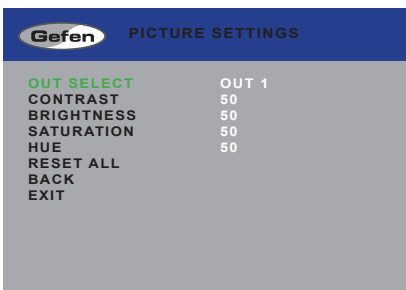 Gefen PICTURE SETTINGS
OUT SELECT OUT 1
CONTRAST 50
BRIGHTNESS 50
SATURATION 50
HUE 50
RESET ALL
BACK
EXIT